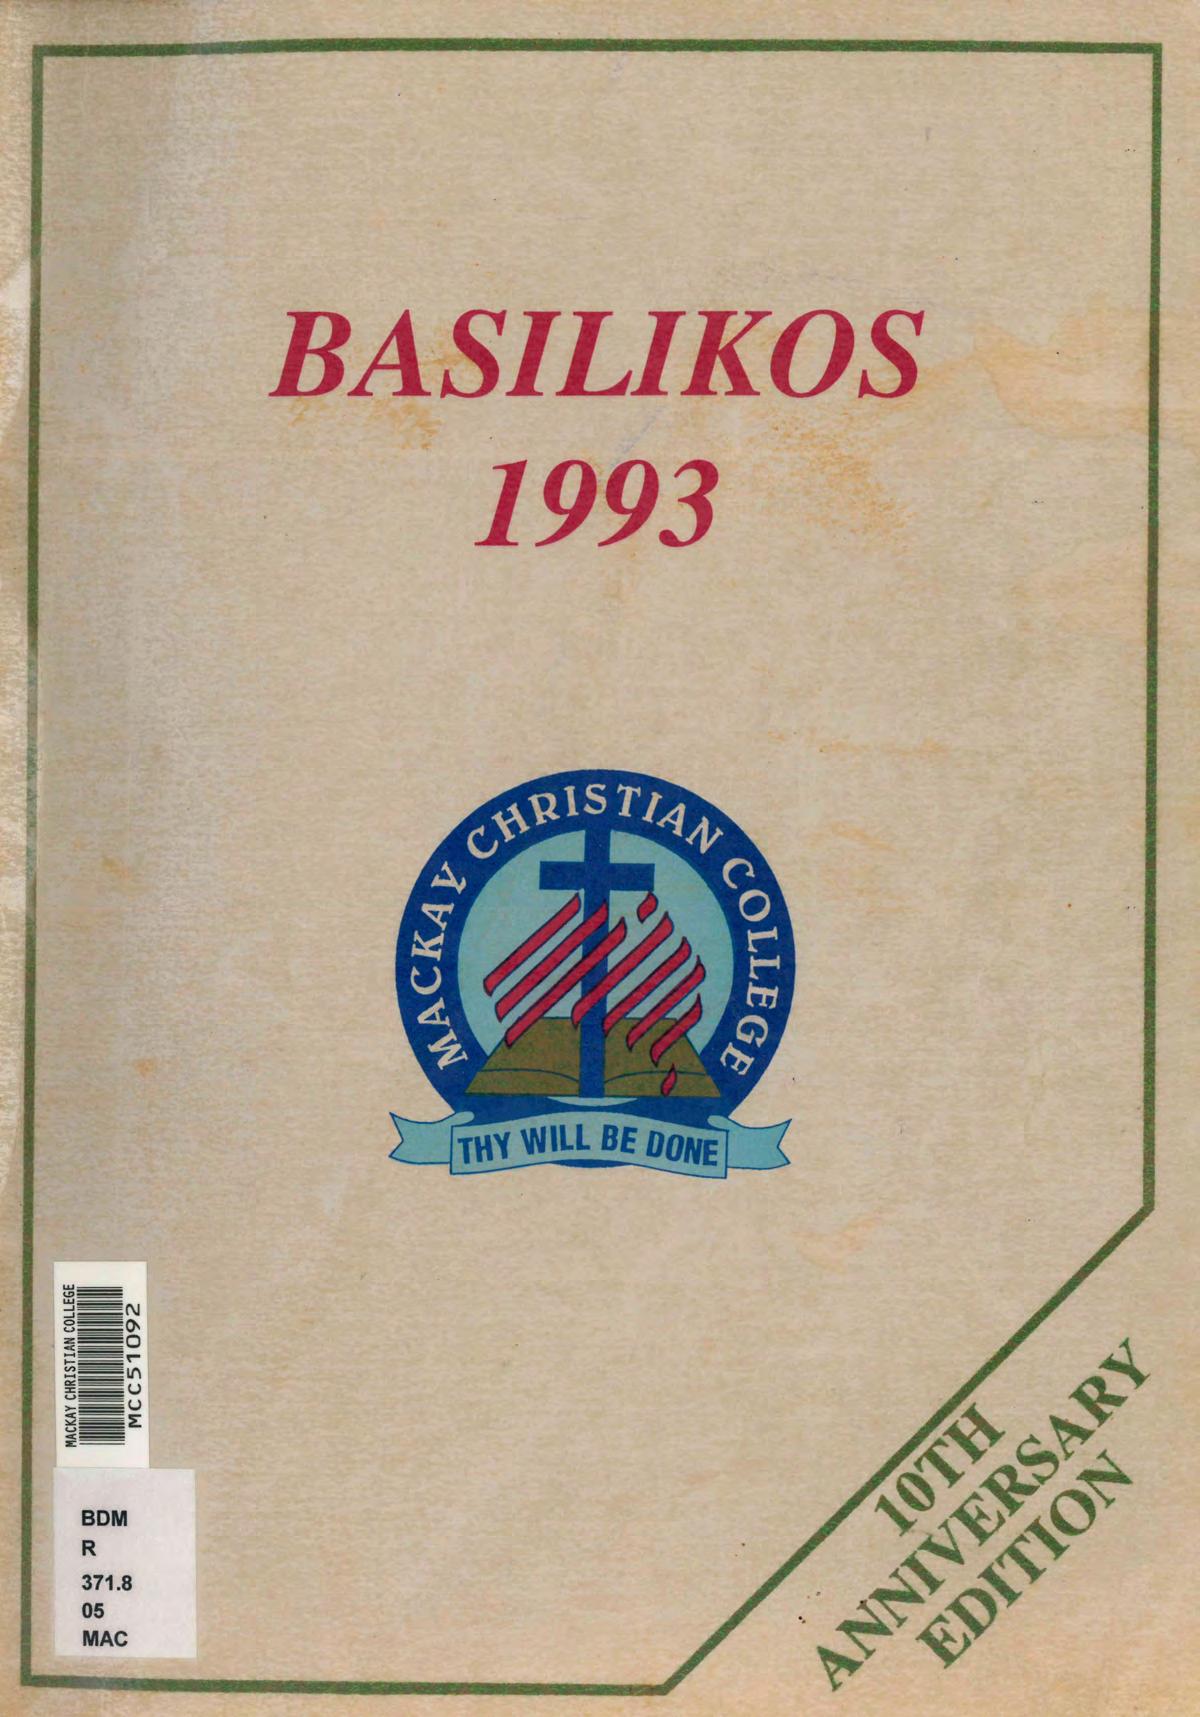 BASILIKOS
1993
MACKAY CHRISTIAN COLLEGE
THY WILL BE DONE
MACKAY CHRISTIAN COLLEGE
MCC51092
BDM
R
371.8
05
MAC
10TH
ANNIVERSARY
EDITION